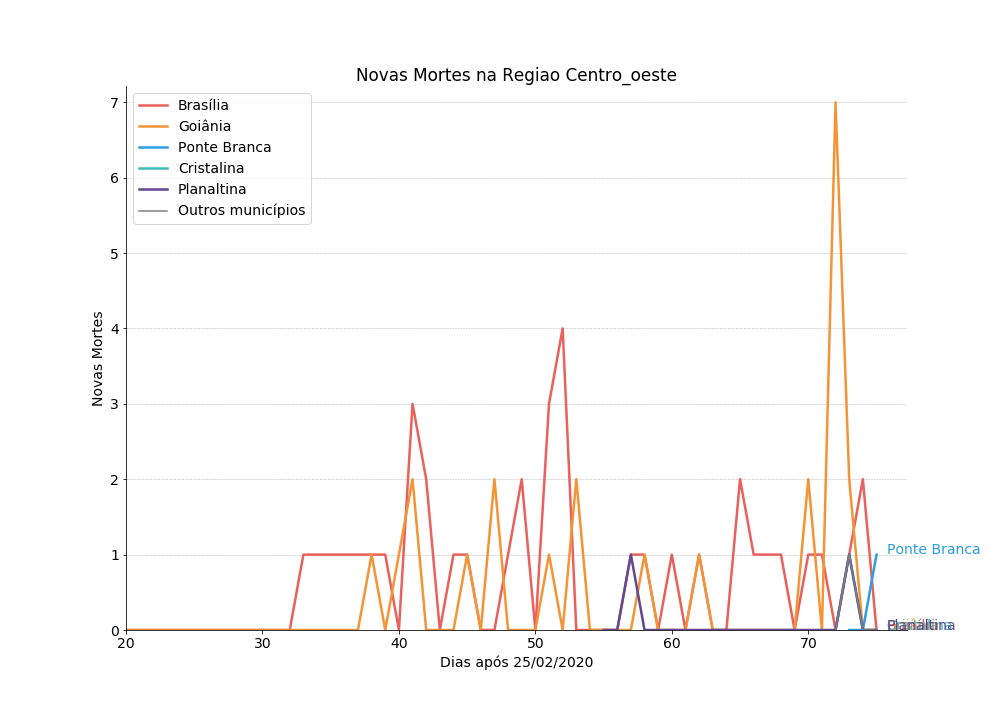 Novas Mortes na Regiao Centro_oeste
Brasília
Goiânia
Ponte Branca
Cristalina
Planaltina
Outros municípios
Novas Mortes
7
6
5
4
3
2
1
0
20
30
40
50
60
70
Dias após 25/02/2020
Ponte Branca
Planaltina